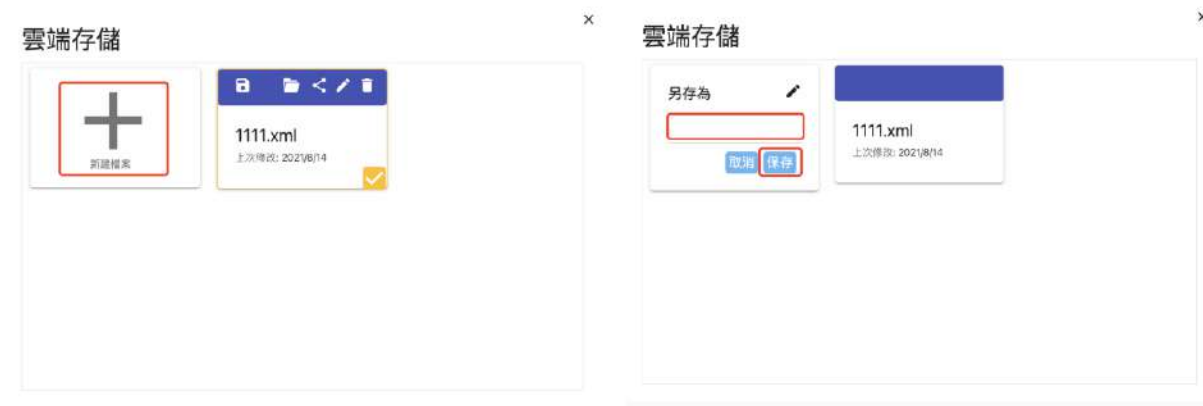 雲端存儲
新建檔案
1111.xml
上次修改: 2021/8/14
雲端存儲
另存為
取消 保存
1111.xml
上次修改: 2021/8/14